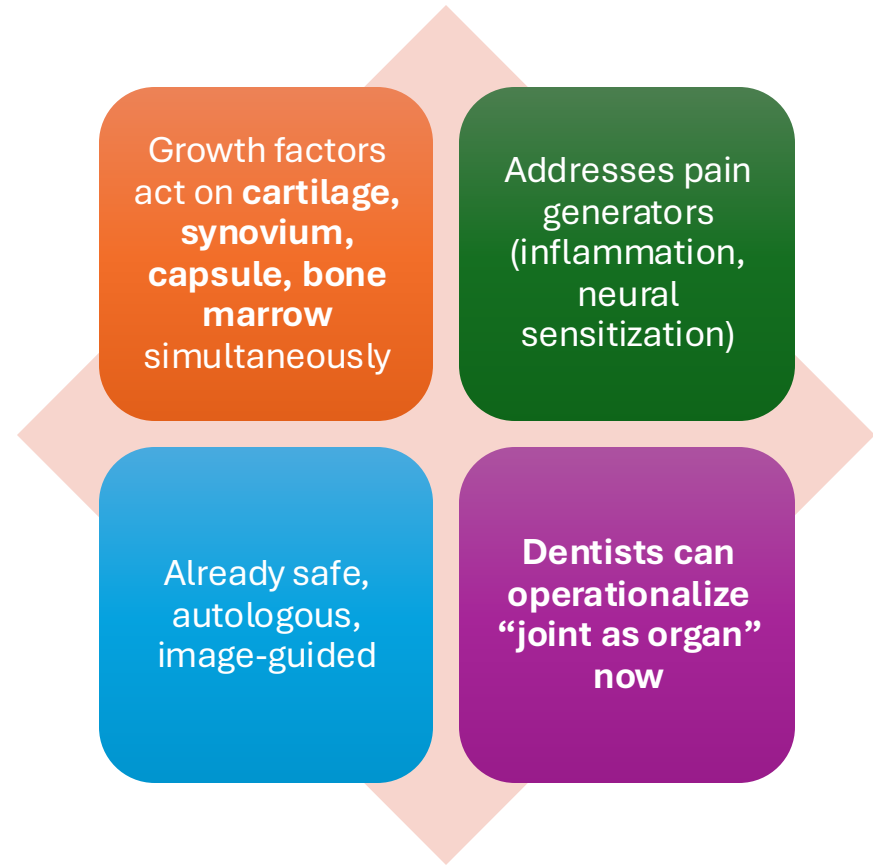 Growth factors
act on cartilage,
synovium,
capsule, bone
marrow
simultaneously
Addresses pain
generators
(inflammation,
neural
sensitization)
Already safe,
autologous,
image-guided
Dentists can
operationalize
“joint as organ”
now